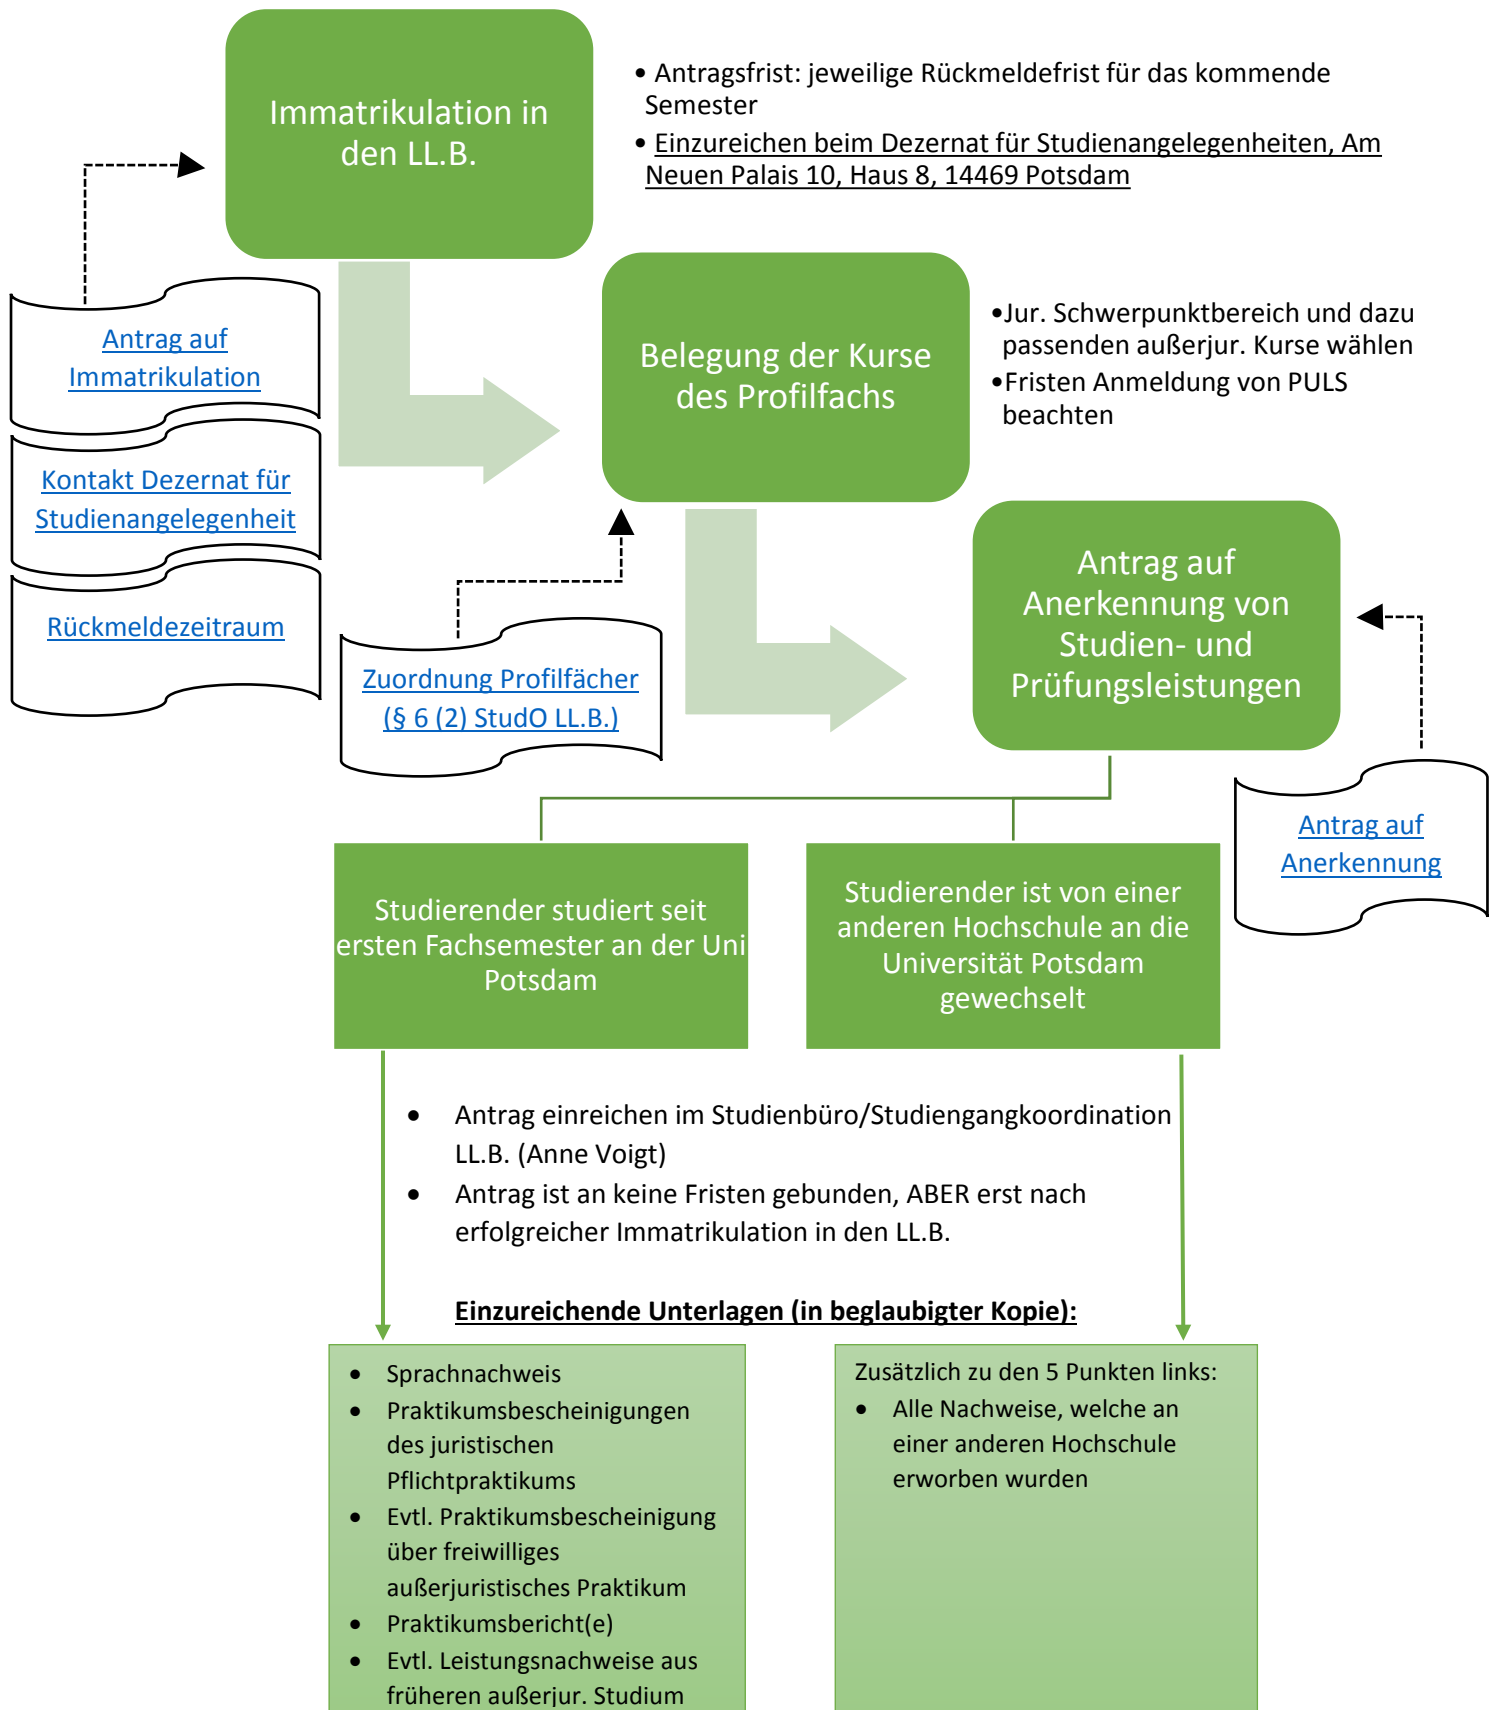 Immatrikulation in
den LL.B.
• Antragsfrist: jeweilige Rückmeldefrist für das kommende
Semester
• Einzureichen beim Dezernat für Studienangelegenheiten, Am
Neuen Palais 10, Haus 8, 14469 Potsdam
Antrag auf
Immatrikulation
Kontakt Dezernat für
Studienangelegenheit
Rückmeldezeitraum
Belegung der Kurse
des Profilfachs
•Jur. Schwerpunktbereich und dazu
passenden außerjur. Kurse wählen
•Fristen Anmeldung von PULS
beachten
Zuordnung Profilfächer
(§ 6 (2) StudO LL.B.)
Antrag auf
Anerkennung von
Studien- und
Prüfungsleistungen
Antrag auf
Anerkennung
Studierender studiert seit
ersten Fachsemester an der Uni
Potsdam
Studierender ist von einer
anderen Hochschule an die
Universität Potsdam
gewechselt
• Antrag einreichen im Studienbüro/Studiengangkoordination
LL.B. (Anne Voigt)
• Antrag ist an keine Fristen gebunden, ABER erst nach
erfolgreicher Immatrikulation in den LL.B.
Einzureichende Unterlagen (in beglaubigter Kopie):
• Sprachnachweis
• Praktikumsbescheinigungen
des juristischen
Pflichtpraktikums
• Evtl. Praktikumsbescheinigung
über freiwilliges
außerjuristisches Praktikum
• Praktikumsbericht(e)
• Evtl. Leistungsnachweise aus
früheren außerjur. Studium
Zusätzlich zu den 5 Punkten links:
• Alle Nachweise, welche an
einer anderen Hochschule
erworben wurden